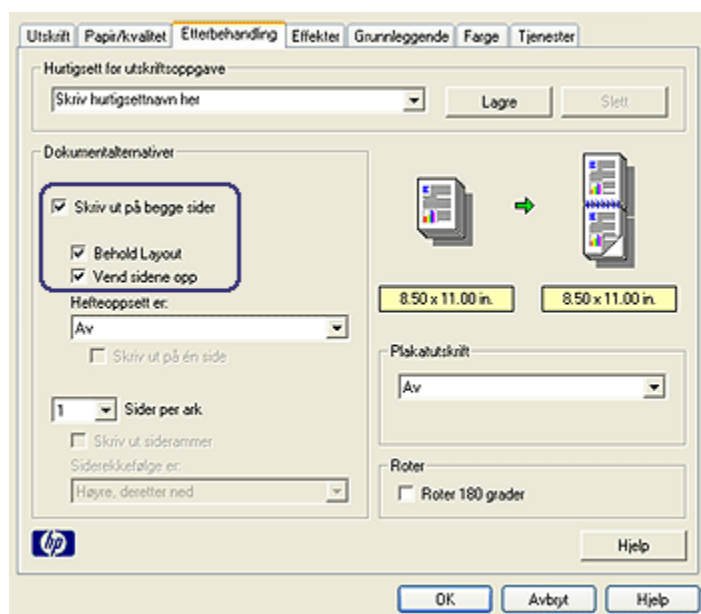 Utskrift Papir/kvalitet Etterbehandling Effekter Grunnleggende Farge Tjenester
Hurtigsett for utskriftsoppgave
Skriv hurtigsettnavn her
Lagre
Slett
Dokumentalternativer
Skriv ut på begge sider
Behold Layout
Vend sidene opp
Hefteoppsett er:
Av
Skriv ut på én side
1 Sider per ark
Skriv ut siderammer
Siderekkefølge er:
Høyre, deretter ned
8.50 x 11.00 in.
8.50 x 11.00 in.
Plakatutskrift
Av
Roter
Roter 180 grader
hp
Hjelp
OK
Avbryt
Hjelp